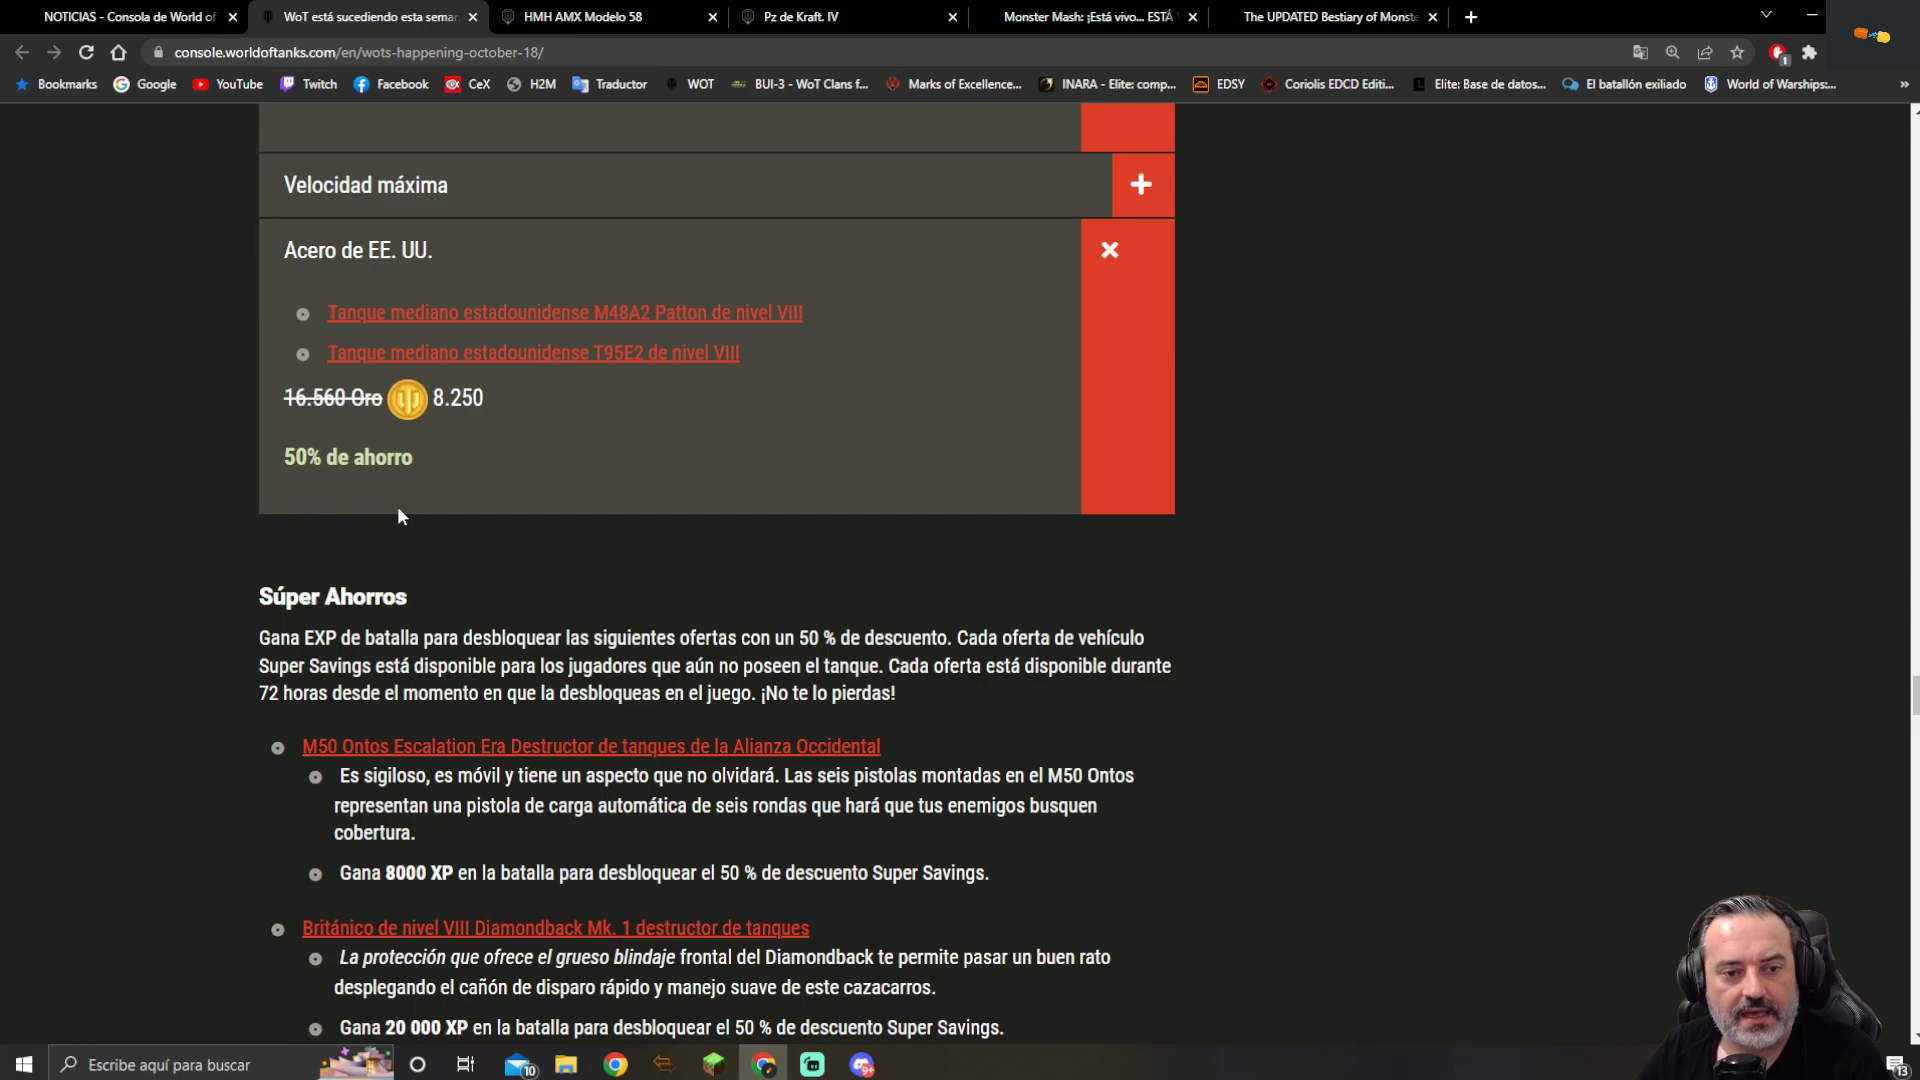 NOTICIAS - Consola de World of
WoT está sucediendo esta semar
HMH AMX Modelo 58
Pz de Kraft. IV
Monster Mash: ¡Está vivo... ESTÁ
The UPDATED Bestiary of Monste
console.worldoftanks.com/en/wots-happening-october-18/
1
Bookmarks
Google
YouTube
Twitch
Facebook
CeX
H2M
Traductor
WOT
BUI-3 - WoT Clans f...
Marks of Excellence...
INARA - Elite: comp...
EDSY
Coriolis EDCD Editi...
Elite: Base de datos...
El batallón exiliado
World of Warships:...
Velocidad máxima
Acero de EE. UU.
Tanque mediano estadounidense M48A2 Patton de nivel VIII
Tanque mediano estadounidense T95E2 de nivel VIII
16.560 Oro 8.250
50% de ahorro
Súper Ahorros
Gana EXP de batalla para desbloquear las siguientes ofertas con un 50 % de descuento. Cada oferta de vehículo
Super Savings está disponible para los jugadores que aún no poseen el tanque. Cada oferta está disponible durante
72 horas desde el momento en que la desbloqueas en el juego. ¡No te lo pierdas!
M50 Ontos Escalation Era Destructor de tanques de la Alianza Occidental
Es sigiloso, es móvil y tiene un aspecto que no olvidará. Las seis pistolas montadas en el M50 Ontos
representan una pistola de carga automática de seis rondas que hará que tus enemigos busquen
cobertura.
Gana 8000 XP en la batalla para desbloquear el 50 % de descuento Super Savings.
Británico de nivel VIII Diamondback Mk. 1 destructor de tanques
La protección que ofrece el grueso blindaje frontal del Diamondback te permite pasar un buen rato
desplegando el cañón de disparo rápido y manejo suave de este cazacarros.
Gana 20 000 XP en la batalla para desbloquear el 50 % de descuento Super Savings.
Escribe aquí para buscar
10
9+
13